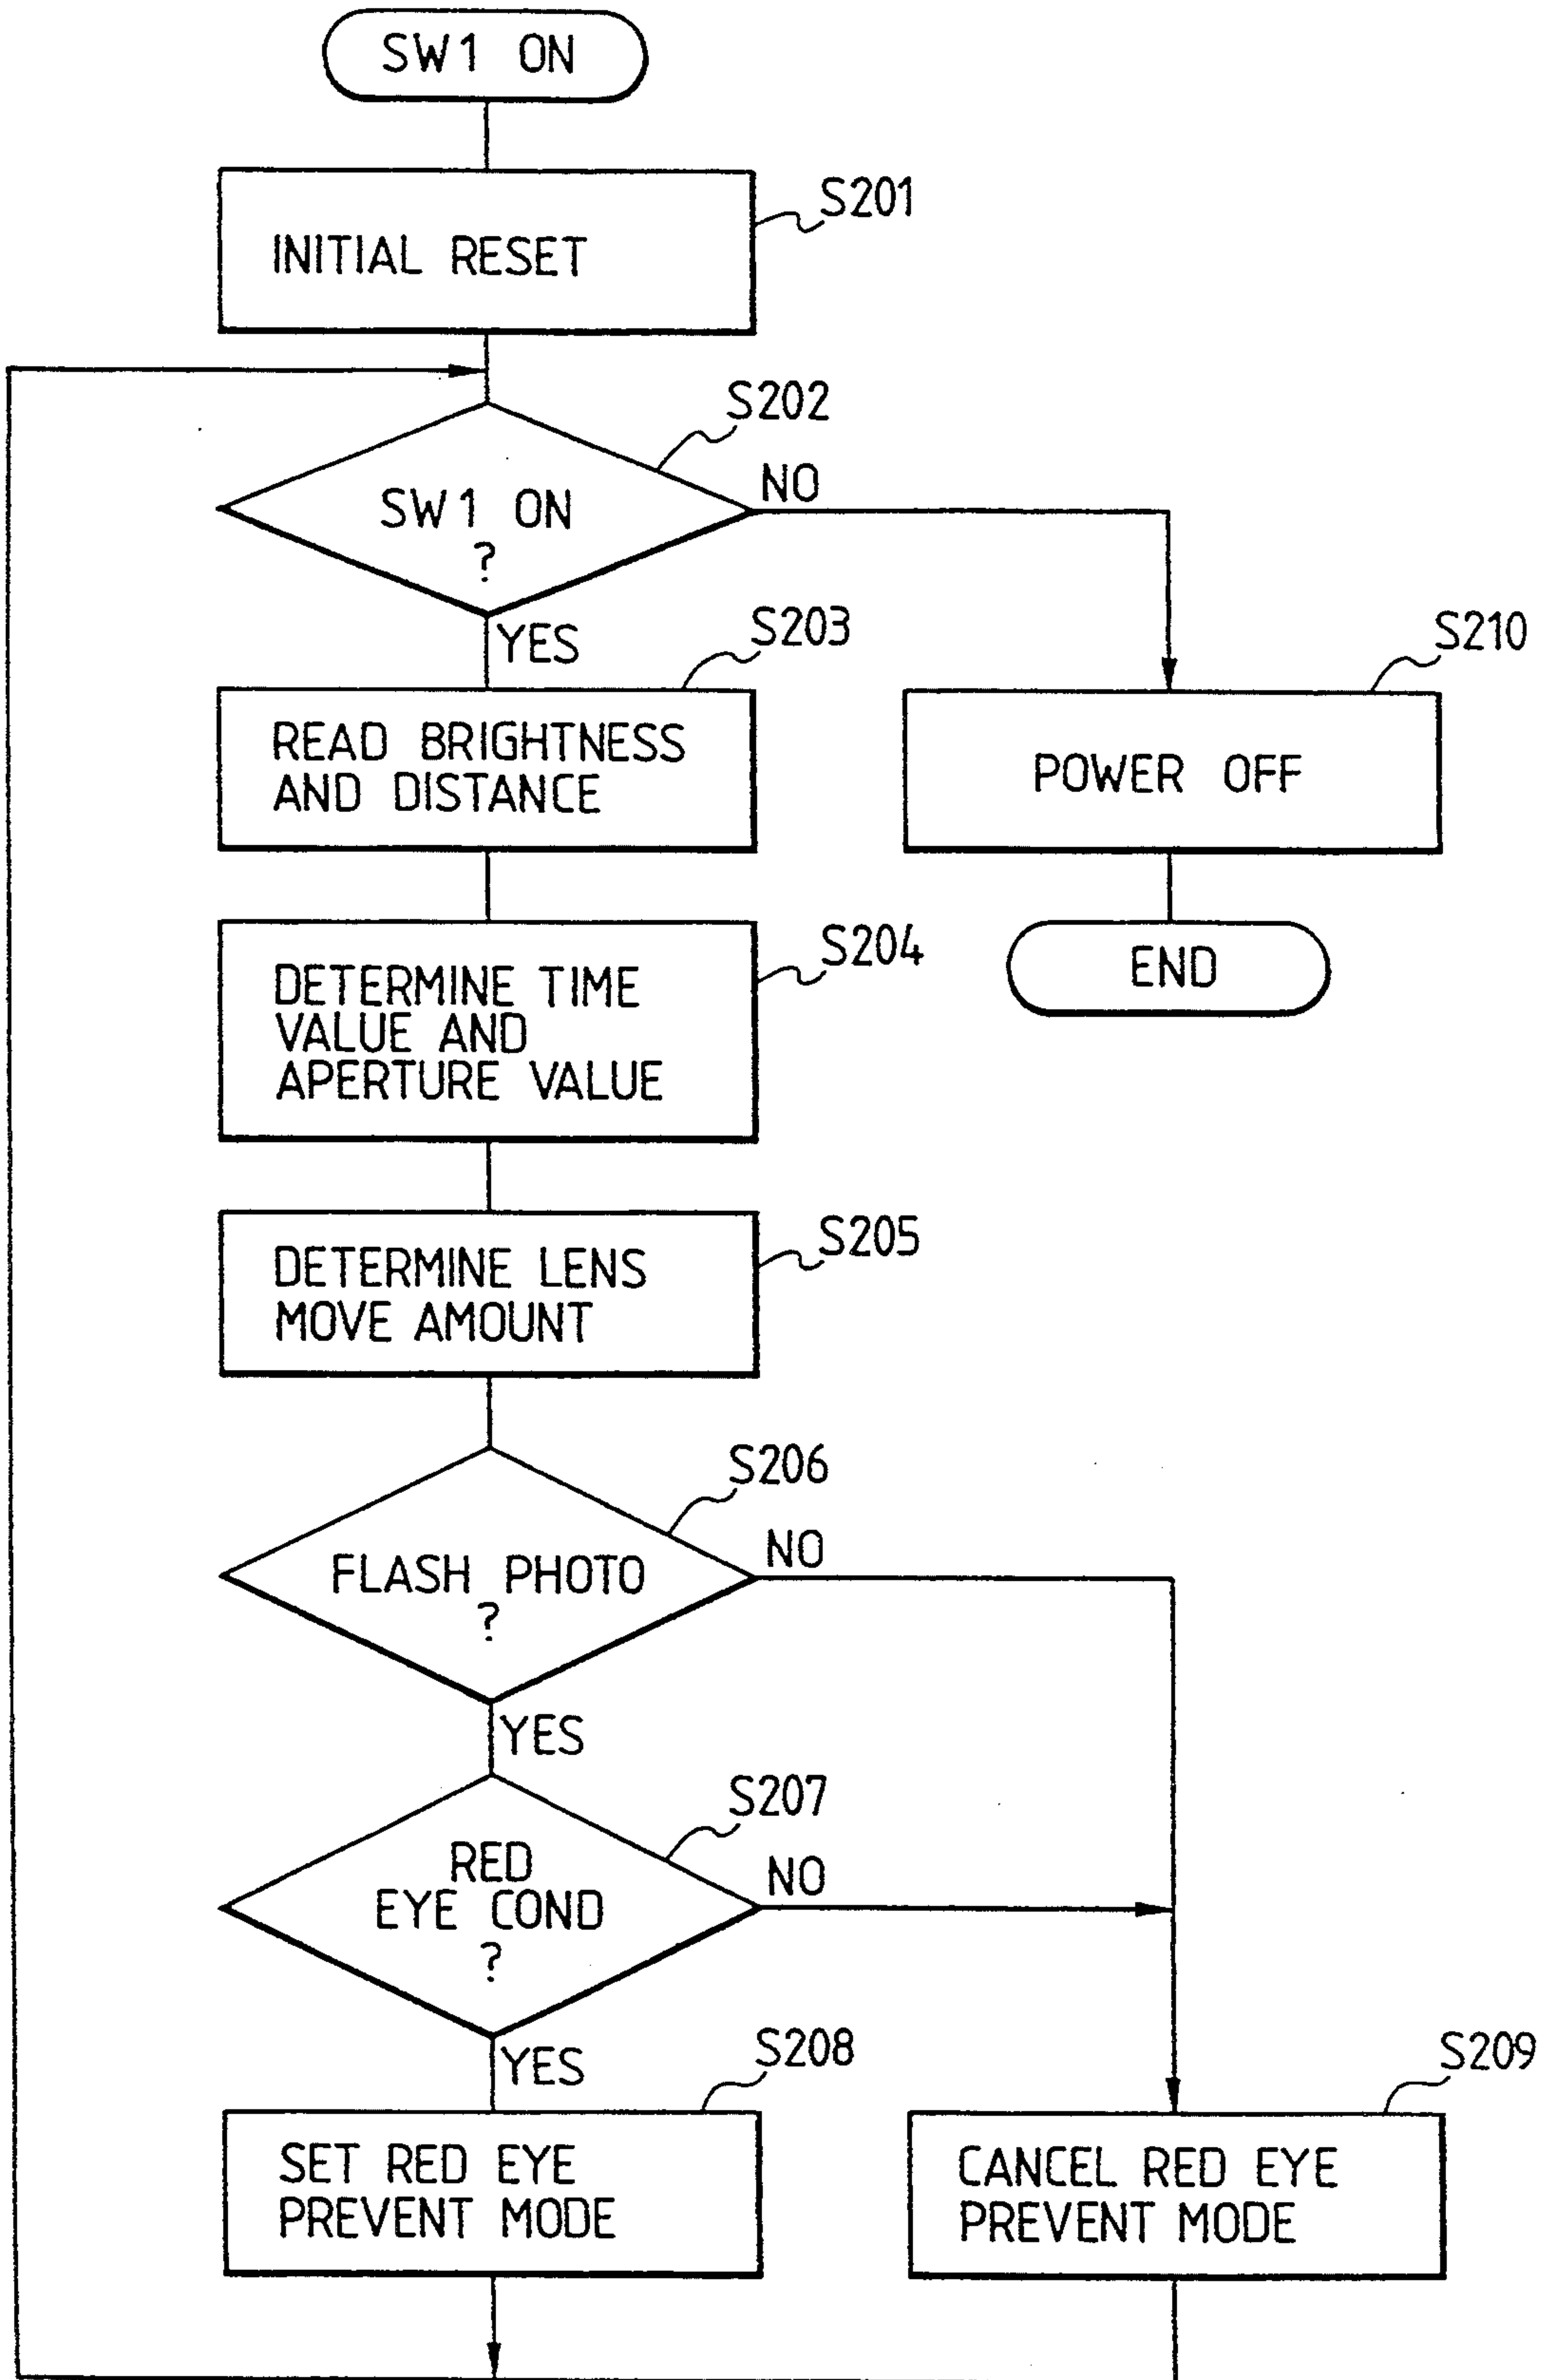 SW1 ON
S201
INITIAL RESET
S202
SW1 ON
?
NO
YES
S203
READ BRIGHTNESS
AND DISTANCE
S210
POWER OFF
END
S204
DETERMINE TIME
VALUE AND
APERTURE VALUE
S205
DETERMINE LENS
MOVE AMOUNT
S206
FLASH PHOTO
?
NO
YES
S207
RED
EYE COND
?
NO
YES
S208
SET RED EYE
PREVENT MODE
S209
CANCEL RED EYE
PREVENT MODE